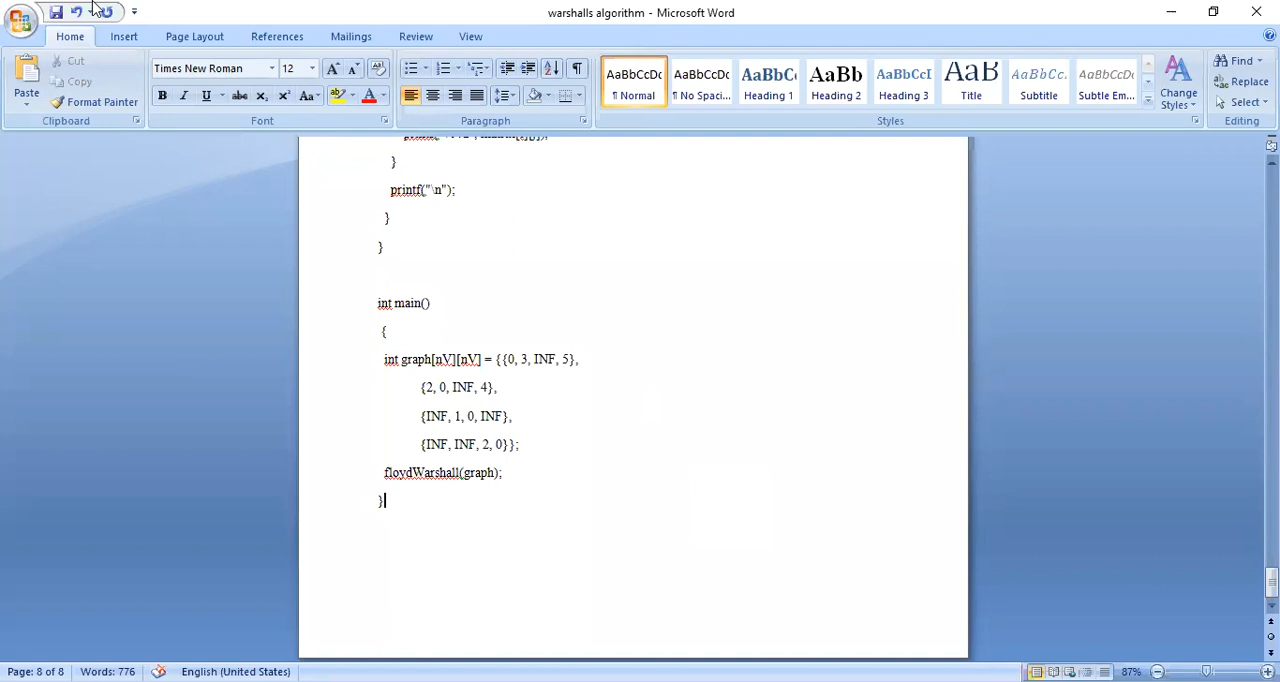 warshalls algorithm - Microsoft Word
Home Insert Page Layout References Mailings Review View
Paste
Cut
Copy
Format Painter
Clipboard
Times New Roman 12
B I U abc x₂ x² Aa
Font
Paragraph
AaBbCcDc AaBbCcDc AaBbC AaBb AaBbCcI AaB AaBbCc. AaBbCcDc
¶ Normal ¶ No Spaci... Heading 1 Heading 2 Heading 3 Title Subtitle Subtle Em...
Styles
Change Styles
Find
Replace
Select
Editing
}
printf("\n");
}
}
int main()
{
int graph[nV][nV] = {{0, 3, INF, 5},
{2, 0, INF, 4},
{INF, 1, 0, INF},
{INF, INF, 2, 0}};
floydWarshall(graph);
}
Page: 8 of 8 Words: 776 English (United States) 87%